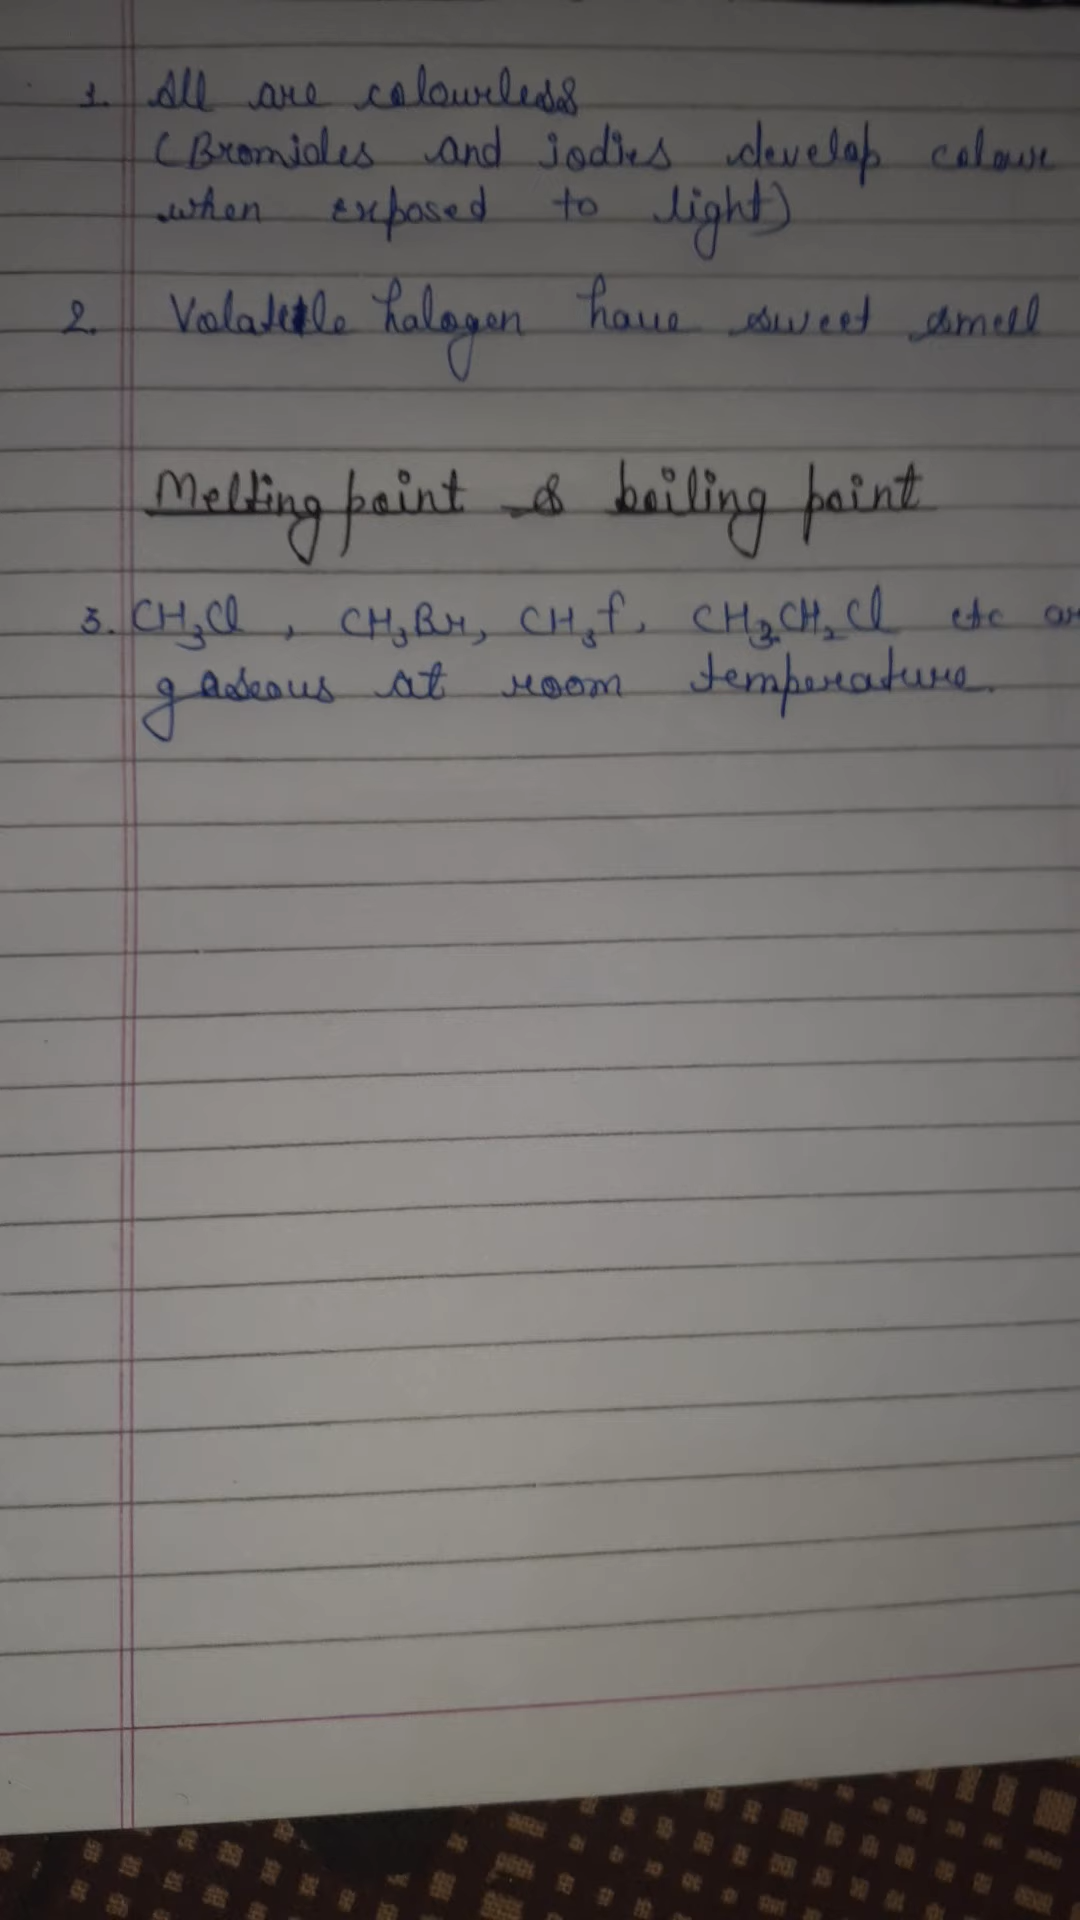 1. All are colourless
(Bromides and iodies develop colour
when exposed to light)
2. Volatile halogen have sweet smell
Melting point & boiling point
3. CH₃Cl, CH₃Br, CH₃f, CH₃CH₂Cl etc ar
gaseous at room temperature.